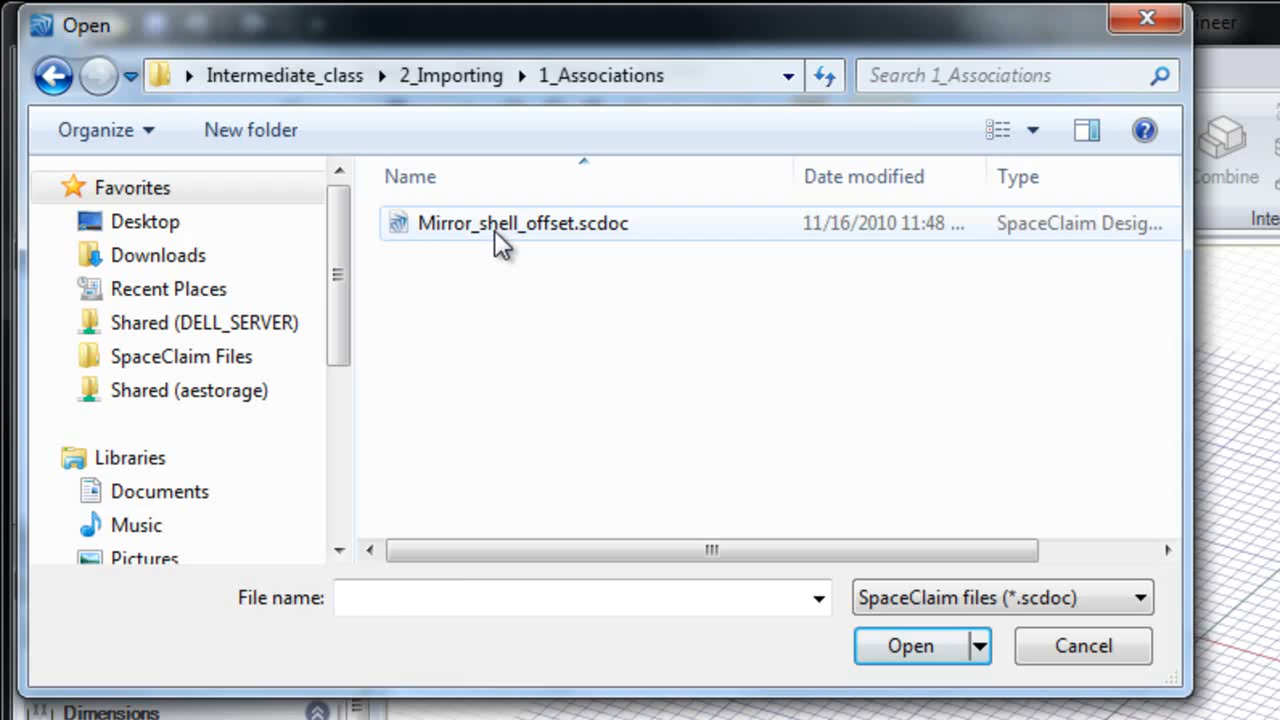 Open
ineer
Intermediate_class 2_Importing 1_Associations
Search 1_Associations
Organize
New folder
Combine
Inte
Name
Date modified
Type
Favorites
Desktop
Downloads
Recent Places
Shared (DELL_SERVER)
SpaceClaim Files
Shared (aestorage)
Libraries
Documents
Music
Pictures
Mirror_shell_offset.scdoc
11/16/2010 11:48 ...
SpaceClaim Desig...
File name:
SpaceClaim files (*.scdoc)
Open
Cancel
Dimensions